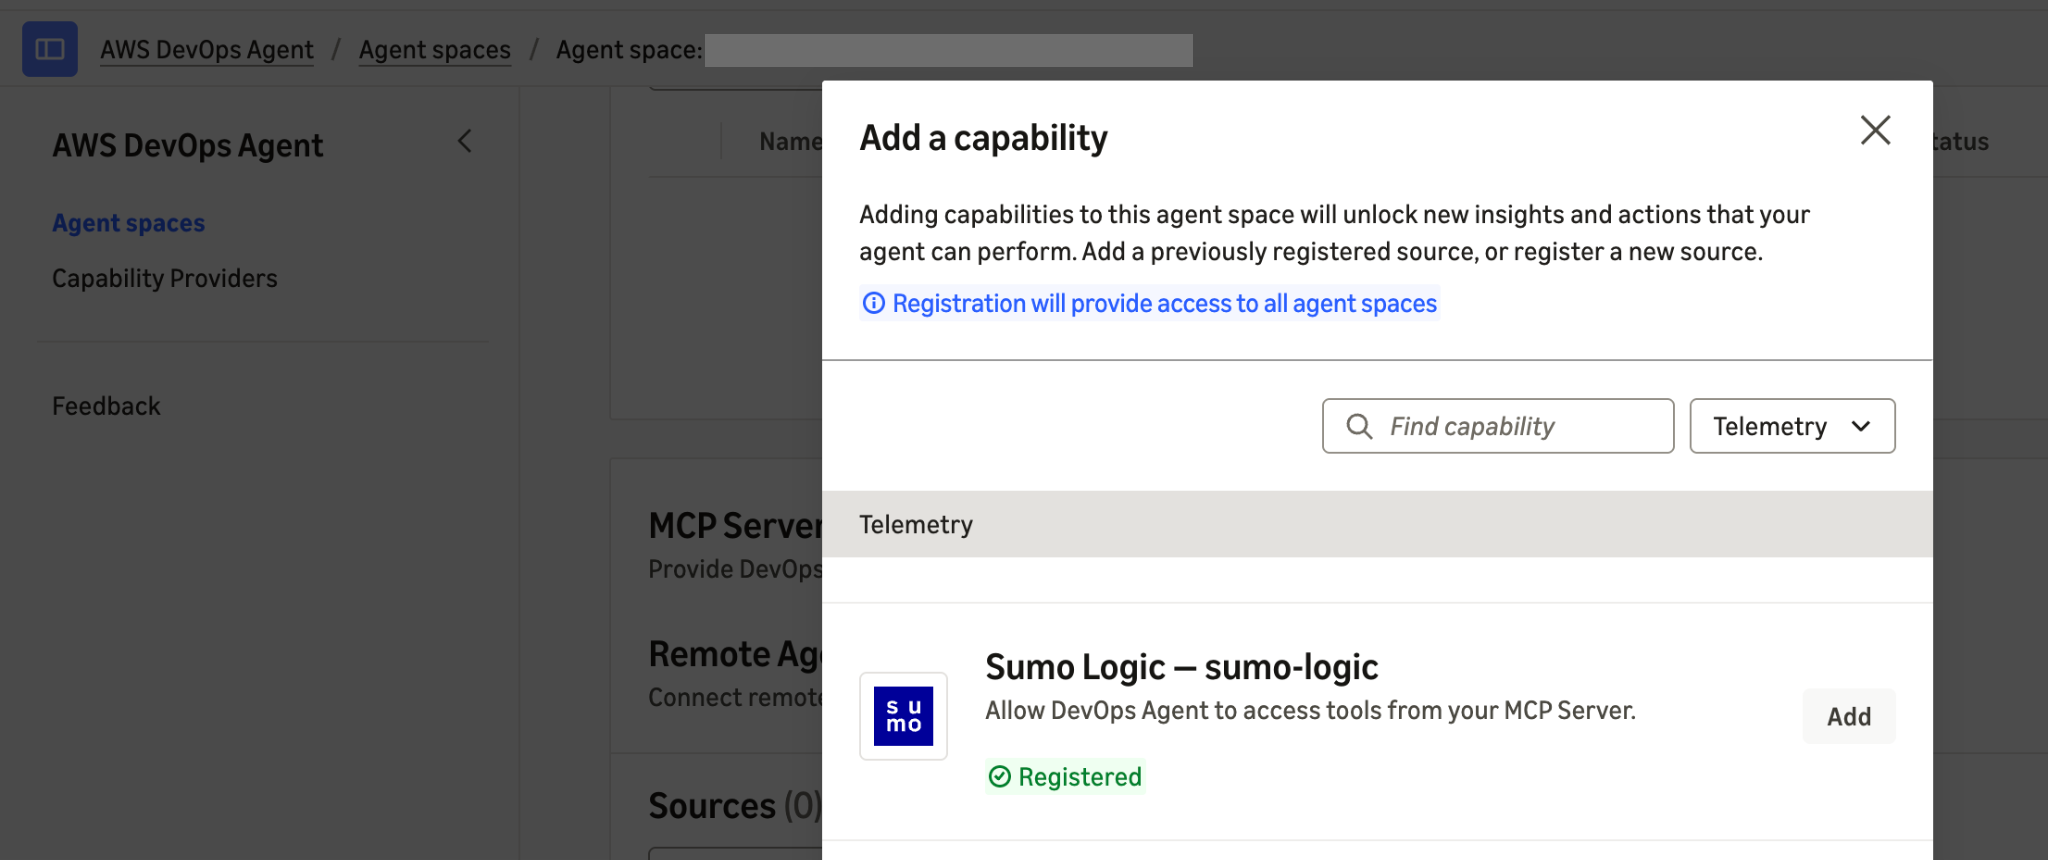 AWS DevOps Agent / Agent spaces / Agent space:
AWS DevOps Agent
Agent spaces
Capability Providers
Feedback
Name
tatus
MCP Server
Provide DevOps
Remote Age
Connect remote
Sources (0)
Add a capability
Adding capabilities to this agent space will unlock new insights and actions that your
agent can perform. Add a previously registered source, or register a new source.
Registration will provide access to all agent spaces
Find capability
Telemetry
Telemetry
Sumo Logic – sumo-logic
Allow DevOps Agent to access tools from your MCP Server.
Registered
Add
su
mo